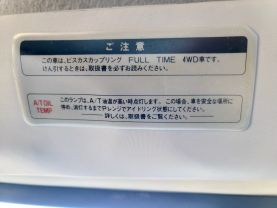 ご注意
この車は、ビスカスカップリング FULL TIME 4WD車です。
けん引するときは、取扱書を必ずお読みください。
A/T OIL
TEMP
このランプは、A/T油温が高い時点灯します。この場合、車を安全な場所に
停め、消灯するまでPレンジでアイドリング状態にしてください。
詳しくは、取扱書をご覧ください。